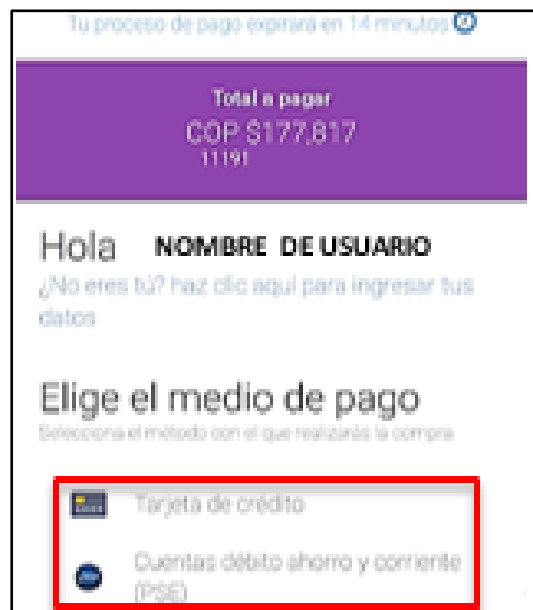 Tu proceso de pago expirará en 14 minutos
Total a pagar
COP $177,817
11191
Hola NOMBRE DE USUARIO
¿No eres tú? haz clic aquí para ingresar tus
datos
Elige el medio de pago
Selecciona el método con el que realizarás la compra
Tarjeta de crédito
Cuentas débito ahorro y corriente
(PSE)